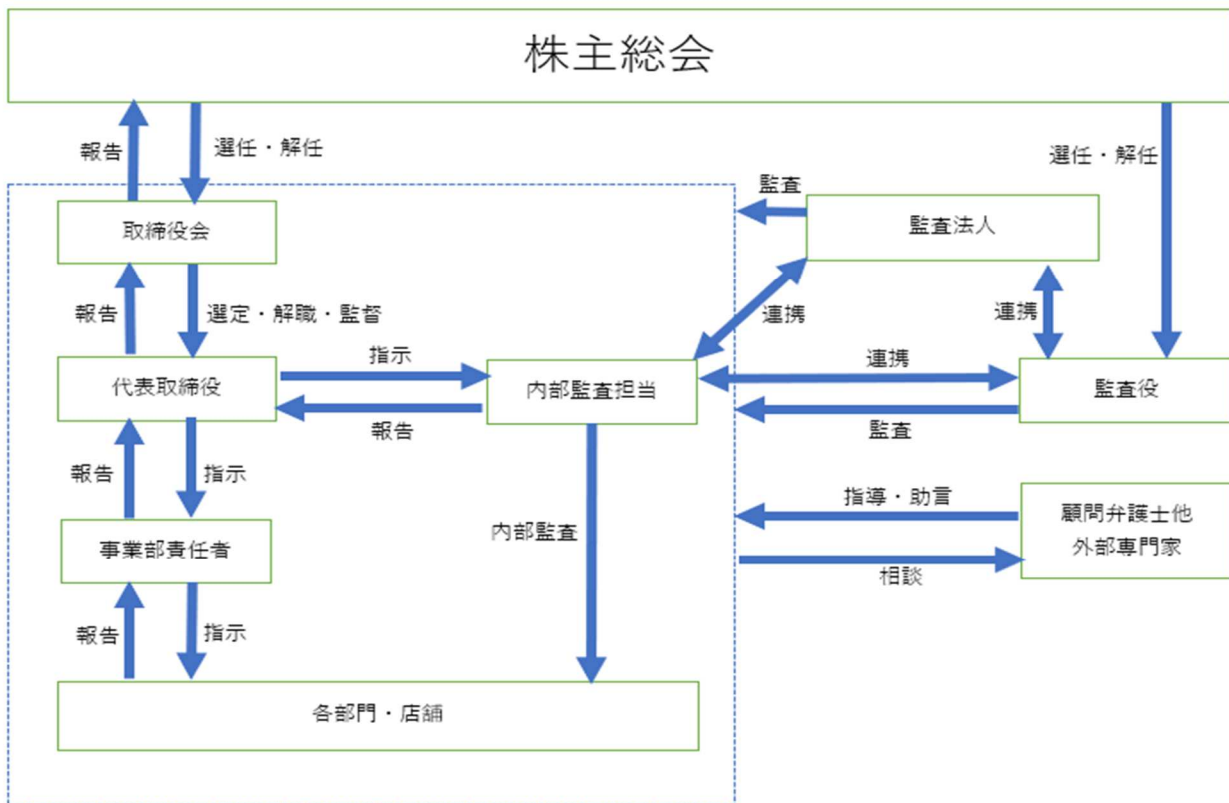 株主総会
報告
選任・解任
選任・解任
監査
取締役会
監査法人
報告
選定・解職・監督
連携
連携
指示
連携
代表取締役
内部監査担当
監査役
報告
監査
報告
指示
指導・助言
顧問弁護士他
外部専門家
内部監査
事業部責任者
相談
報告
指示
各部門・店舗